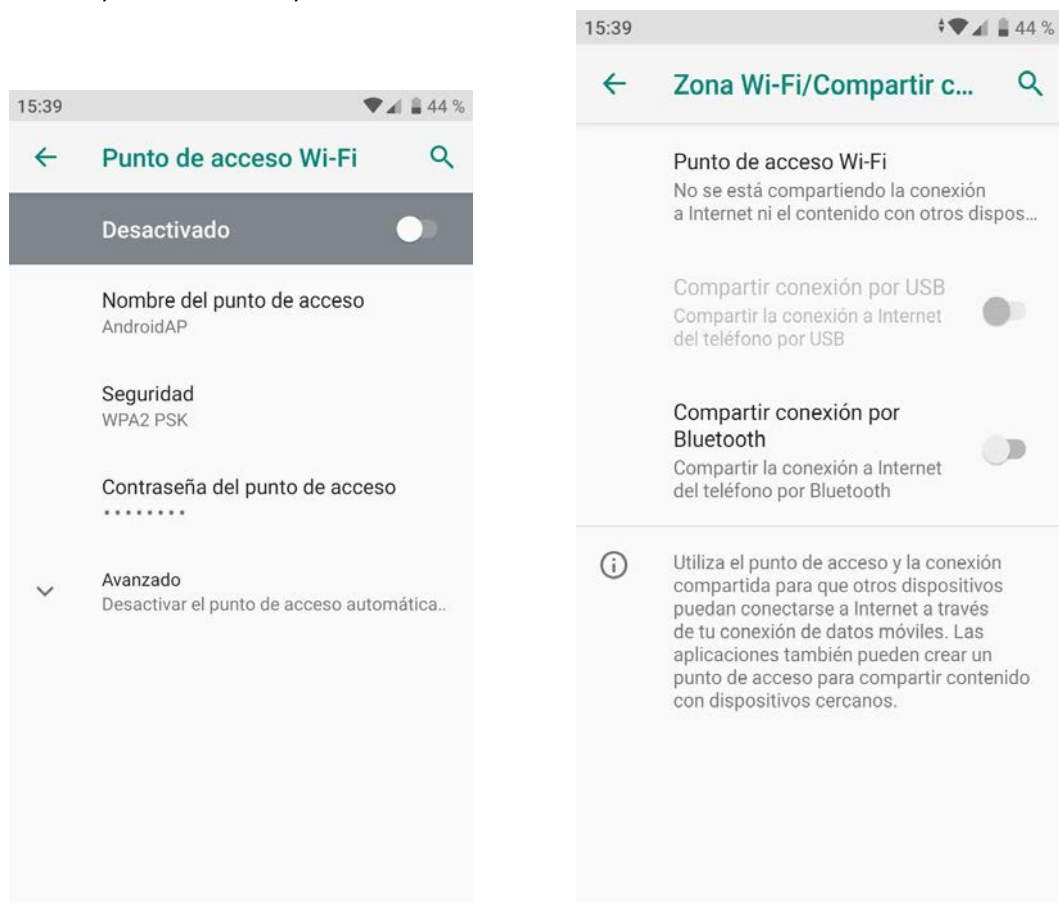 15:39
44 %
Punto de acceso Wi-Fi
Desactivado
Nombre del punto de acceso
AndroidAP
Seguridad
WPA2 PSK
Contraseña del punto de acceso
••••••••
Avanzado
Desactivar el punto de acceso automática..
15:39
44 %
Zona Wi-Fi/Compartir c...
Punto de acceso Wi-Fi
No se está compartiendo la conexión
a Internet ni el contenido con otros dispos...
Compartir conexión por USB
Compartir la conexión a Internet
del teléfono por USB
Compartir conexión por
Bluetooth
Compartir la conexión a Internet
del teléfono por Bluetooth
Utiliza el punto de acceso y la conexión
compartida para que otros dispositivos
puedan conectarse a Internet a través
de tu conexión de datos móviles. Las
aplicaciones también pueden crear un
punto de acceso para compartir contenido
con dispositivos cercanos.